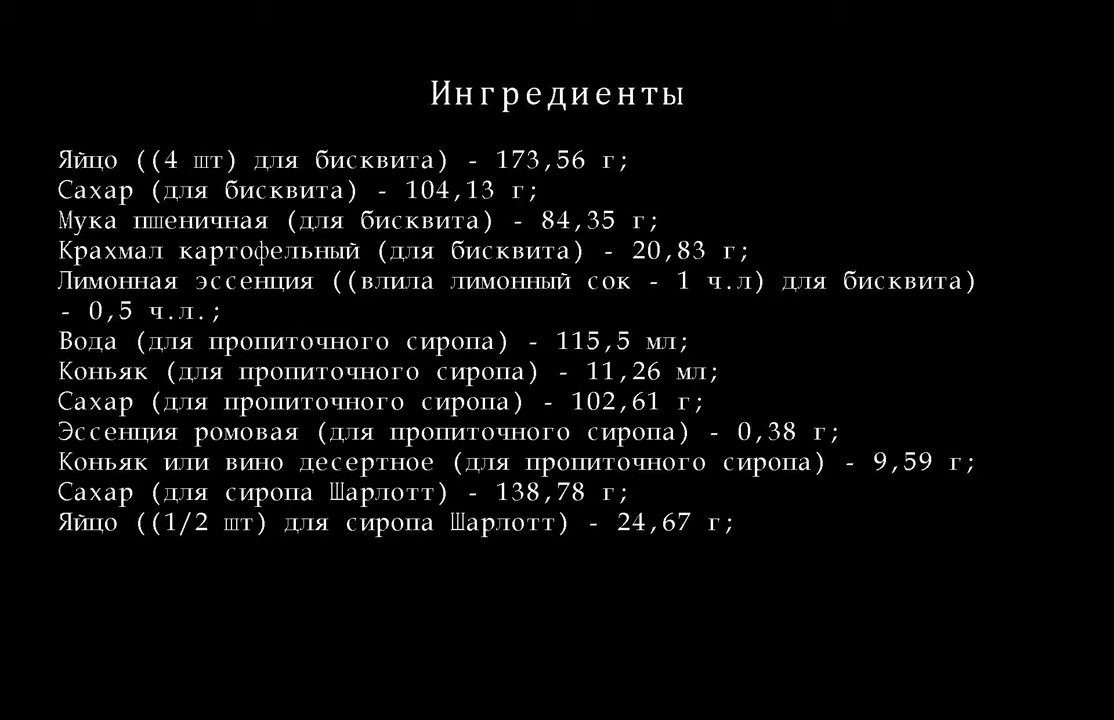 Ингредиенты
Яйцо ((4 шт) для бисквита) - 173,56 г;
Сахар (для бисквита) - 104,13 г;
Мука пшеничная (для бисквита) - 84,35 г;
Крахмал картофельный (для бисквита) - 20,83 г;
Лимонная эссенция ((влила лимонный сок - 1 ч.л) для бисквита)
- 0,5 ч.л.;
Вода (для пропиточного сиропа) - 115,5 мл;
Коньяк (для пропиточного сиропа) - 11,26 мл;
Сахар (для пропиточного сиропа) - 102,61 г;
Эссенция ромовая (для пропиточного сиропа) - 0,38 г;
Коньяк или вино десертное (для пропиточного сиропа) - 9,59 г;
Сахар (для сиропа Шарлотт) - 138,78 г;
Яйцо ((1/2 шт) для сиропа Шарлотт) - 24,67 г;